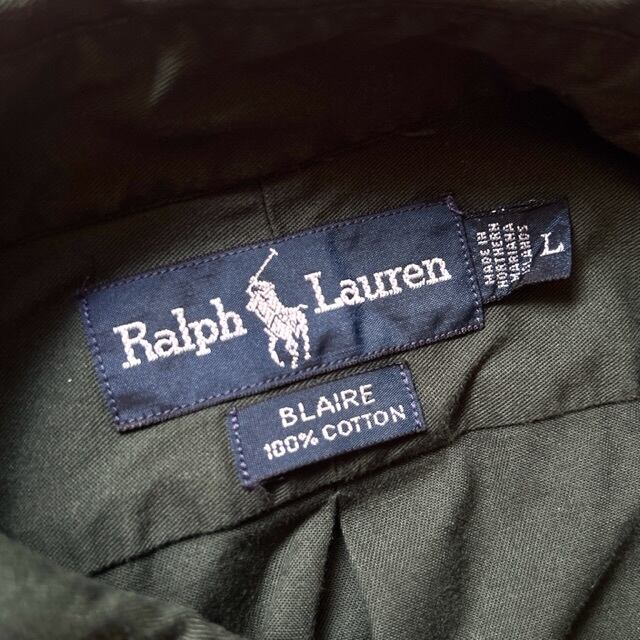 Ralph Lauren
MADE IN
NORTHERN
MARIANA
ISLANDS
L
BLAIRE
100% COTTON